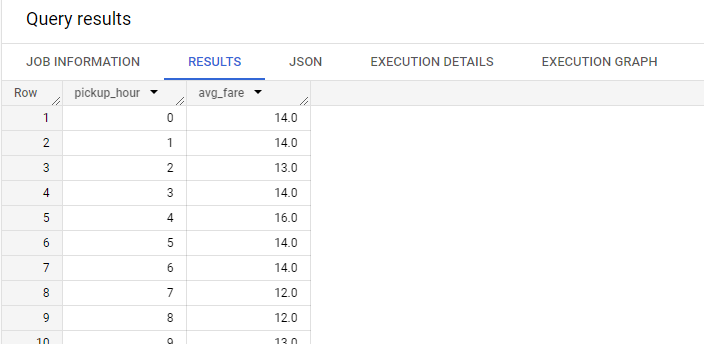 Query results
JOB INFORMATION RESULTS JSON EXECUTION DETAILS EXECUTION GRAPH
Row pickup_hour avg_fare
1 0 14.0
2 1 14.0
3 2 13.0
4 3 14.0
5 4 16.0
6 5 14.0
7 6 14.0
8 7 12.0
9 8 12.0
10 9 13.0